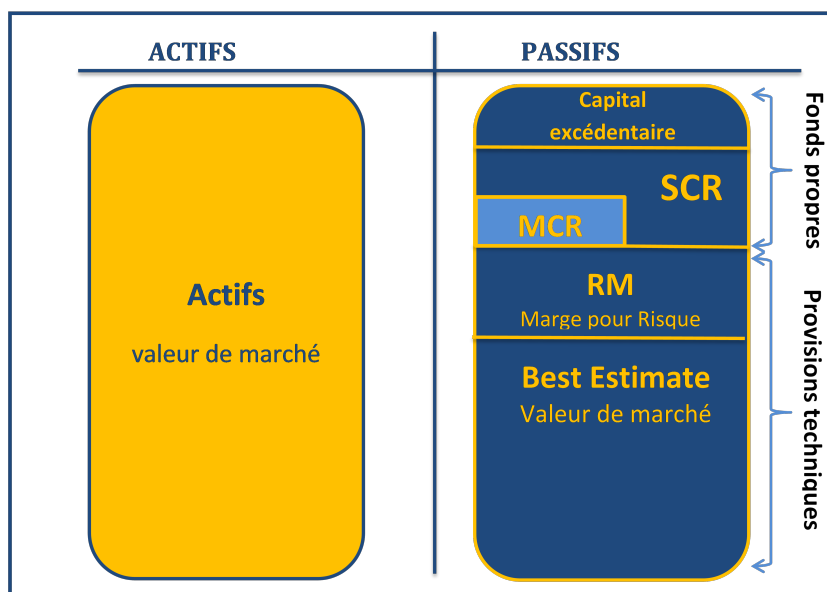 ACTIFS
PASSIFS
Actifs
valeur de marché
Capital
excédentaire
SCR
MCR
RM
Marge pour Risque
Best Estimate
Valeur de marché
Fonds propres
Provisions techniques